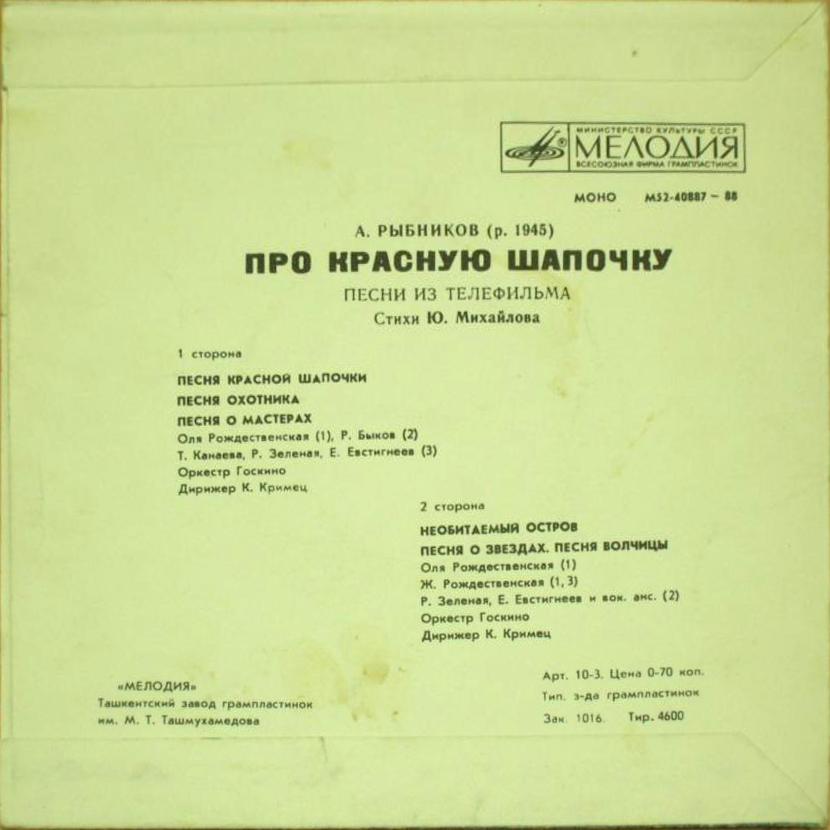 МИНИСТЕРСТВО КУЛЬТУРЫ СССР
МЕЛОДИЯ
ВСЕСОЮЗНАЯ ФИРМА ГРАМПЛАСТИНОК
МОНО М52-40887 – 88
А. РЫБНИКОВ (р. 1945)
ПРО КРАСНУЮ ШАПОЧКУ
ПЕСНИ ИЗ ТЕЛЕФИЛЬМА
Стихи Ю. Михайлова
1 сторона
ПЕСНЯ КРАСНОЙ ШАПОЧКИ
ПЕСНЯ ОХОТНИКА
ПЕСНЯ О МАСТЕРАХ
Оля Рождественская (1), Р. Быков (2)
Т. Канаева, Р. Зеленая, Е. Евстигнеев (3)
Оркестр Госкино
Дирижер К. Кримец
2 сторона
НЕОБИТАЕМЫЙ ОСТРОВ
ПЕСНЯ О ЗВЕЗДАХ. ПЕСНЯ ВОЛЧИЦЫ
Оля Рождественская (1)
Ж. Рождественская (1, 3)
Р. Зеленая, Е. Евстигнеев и вок. анс. (2)
Оркестр Госкино
Дирижер К. Кримец
«МЕЛОДИЯ»
Ташкентский завод грампластинок
им. М. Т. Ташмухамедова
Арт. 10-3. Цена 0-70 коп.
Тип. з-да грампластинок
Зак. 1016. Тир. 4600